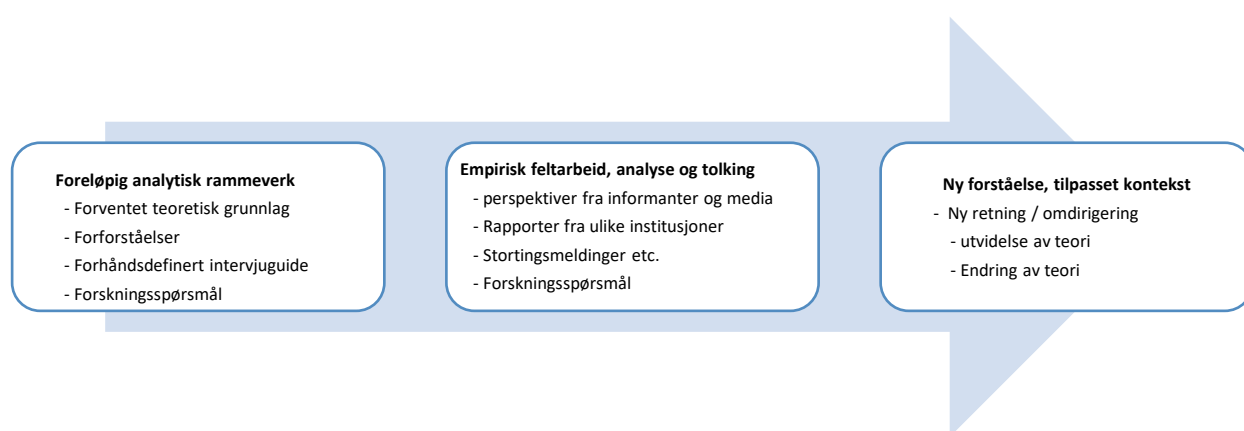 Foreløpig analytisk rammeverk
- Forventet teoretisk grunnlag
- Forforståelser
- Forhåndsdefinert intervjuguide
- Forskningsspørsmål
Empirisk feltarbeid, analyse og tolking
- perspektiver fra informanter og media
- Rapporter fra ulike institusjoner
- Stortingsmeldinger etc.
- Forskningsspørsmål
Ny forståelse, tilpasset kontekst
- Ny retning / omdirigering
- utvidelse av teori
- Endring av teori